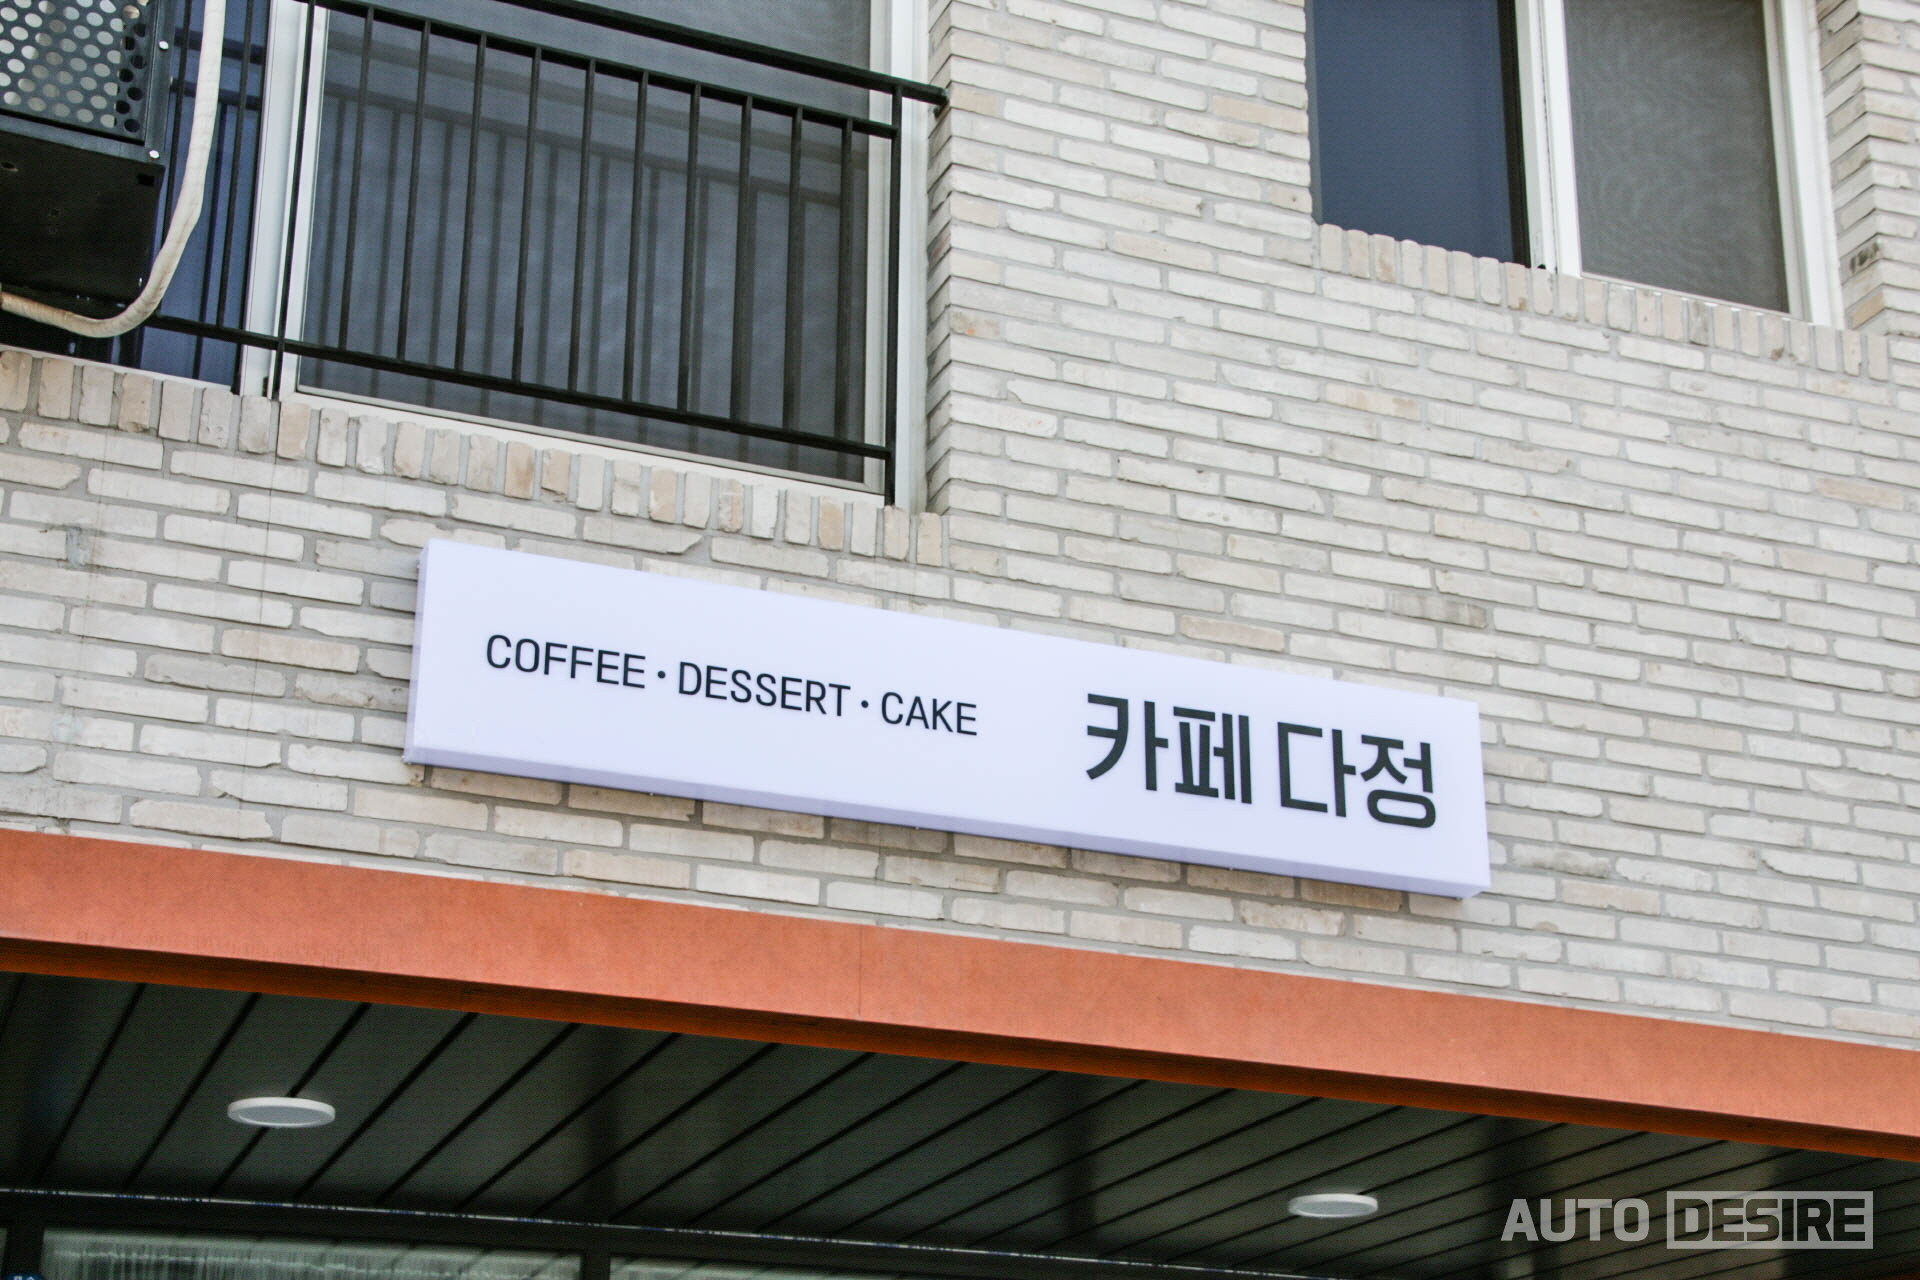 COFFEE · DESSERT · CAKE 카페 다정
AUTO DESIRE